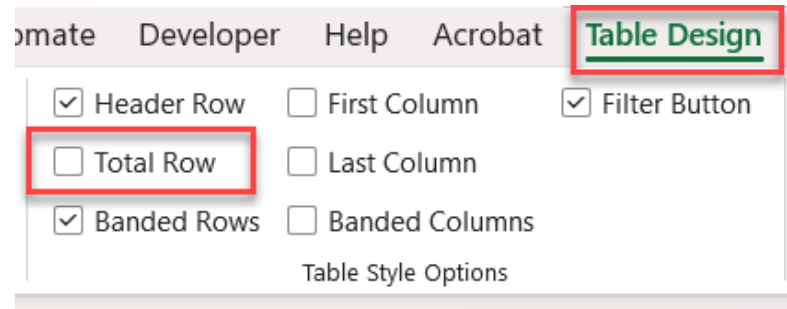 omate Developer Help Acrobat Table Design
Header Row First Column Filter Button
Total Row Last Column
Banded Rows Banded Columns
Table Style Options